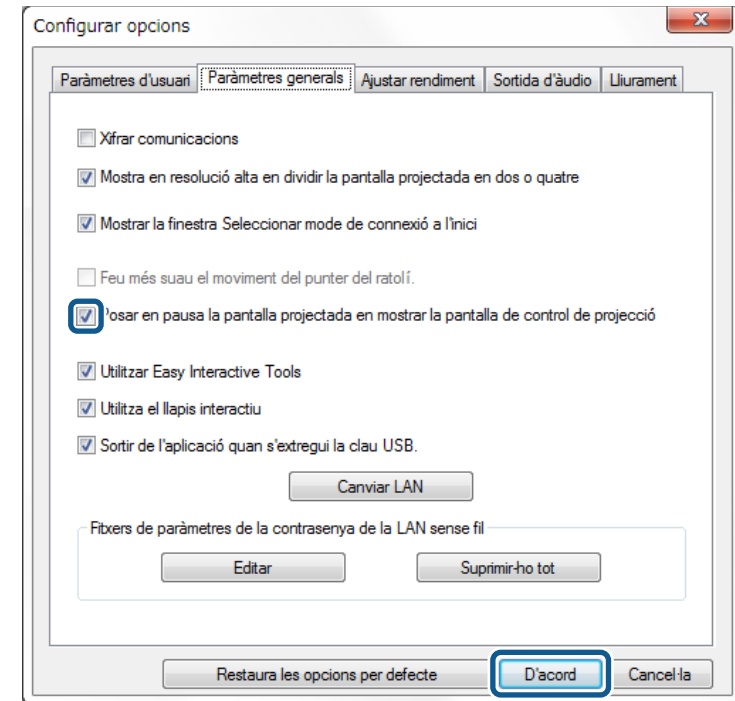 Configurar opcions
Paràmetres d'usuari Paràmetres generals Ajustar rendiment Sortida d'àudio Lliurament
Xifrar comunicacions
Mostra en resolució alta en dividir la pantalla projectada en dos o quatre
Mostrar la finestra Seleccionar mode de connexió a l'inici
Feu més suau el moviment del punter del ratolí.
Posar en pausa la pantalla projectada en mostrar la pantalla de control de projecció
Utilitzar Easy Interactive Tools
Utilitza el llapis interactiu
Sortir de l'aplicació quan s'extregui la clau USB.
Canviar LAN
Fitxers de paràmetres de la contrasenya de la LAN sense fil
Editar Suprimir-ho tot
Restaura les opcions per defecte D'acord Cancel·la